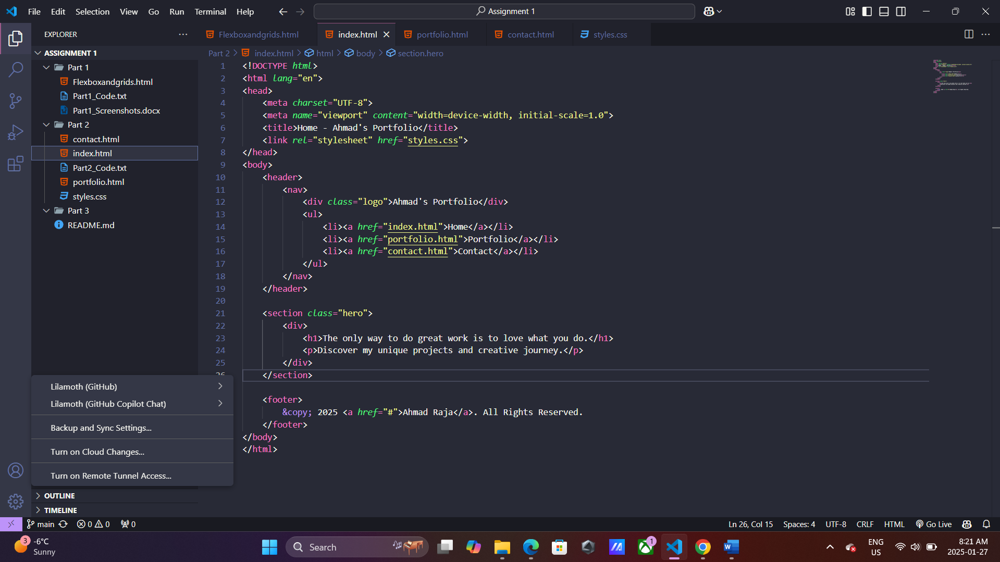 File Edit Selection View Go Run Terminal Help
Assignment 1
EXPLORER
ASSIGNMENT 1
Part 1
Flexboxandgrids.html
Part1_Code.txt
Part1_Screenshots.docx
Part 2
contact.html
index.html
Part2_Code.txt
portfolio.html
styles.css
Part 3
README.md
Flexboxandgrids.html index.html portfolio.html contact.html styles.css
Part 2 > index.html > html > body > section.hero
1 <!DOCTYPE html>
2 <html lang="en">
3 <head>
4 <meta charset="UTF-8">
5 <meta name="viewport" content="width=device-width, initial-scale=1.0">
6 <title>Home - Ahmad's Portfolio</title>
7 <link rel="stylesheet" href="styles.css">
8 </head>
9 <body>
10 <header>
11 <nav>
12 <div class="logo">Ahmad's Portfolio</div>
13 <ul>
14 <li><a href="index.html">Home</a></li>
15 <li><a href="portfolio.html">Portfolio</a></li>
16 <li><a href="contact.html">Contact</a></li>
17 </ul>
18 </nav>
19 </header>
20
21 <section class="hero">
22 <div>
23 <h1>The only way to do great work is to love what you do.</h1>
24 <p>Discover my unique projects and creative journey.</p>
25 </div>
26 </section>
<footer>
&copy; 2025 <a href="#">Ahmad Raja</a>. All Rights Reserved.
</footer>
</body>
</html>
Lilamoth (GitHub)
Lilamoth (GitHub Copilot Chat)
Backup and Sync Settings...
Turn on Cloud Changes...
Turn on Remote Tunnel Access...
OUTLINE
TIMELINE
main 0 0 0
Ln 26, Col 15 Spaces: 4 UTF-8 CRLF HTML Go Live
3 -6°C
Sunny
Search
1
ENG
US
8:21 AM
2025-01-27